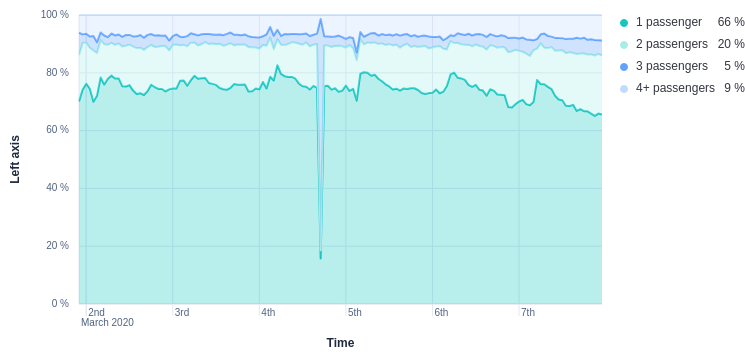 100 %
80 %
60 %
40 %
20 %
0 %
Left axis
2nd
March 2020
3rd
4th
5th
6th
7th
Time
1 passenger 66 %
2 passengers 20 %
3 passengers 5 %
4+ passengers 9 %